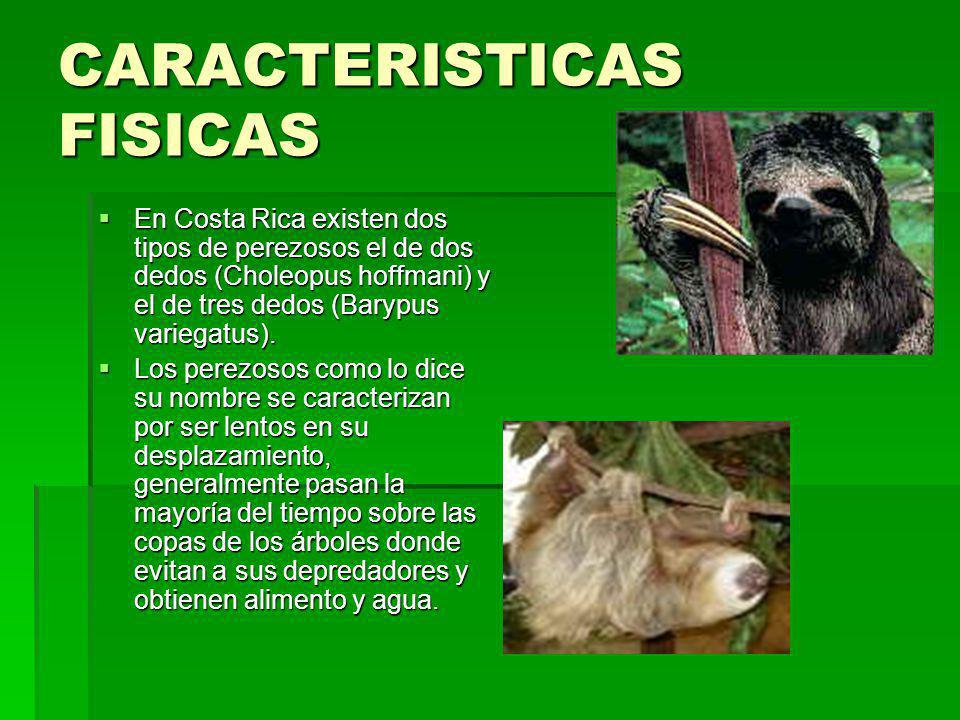 CARACTERISTICAS
FISICAS
▪ En Costa Rica existen dos
tipos de perezosos el de dos
dedos (Choleopus hoffmani) y
el de tres dedos (Barypus
variegatus).
▪ Los perezosos como lo dice
su nombre se caracterizan
por ser lentos en su
desplazamiento,
generalmente pasan la
mayoría del tiempo sobre las
copas de los árboles donde
evitan a sus depredadores y
obtienen alimento y agua.